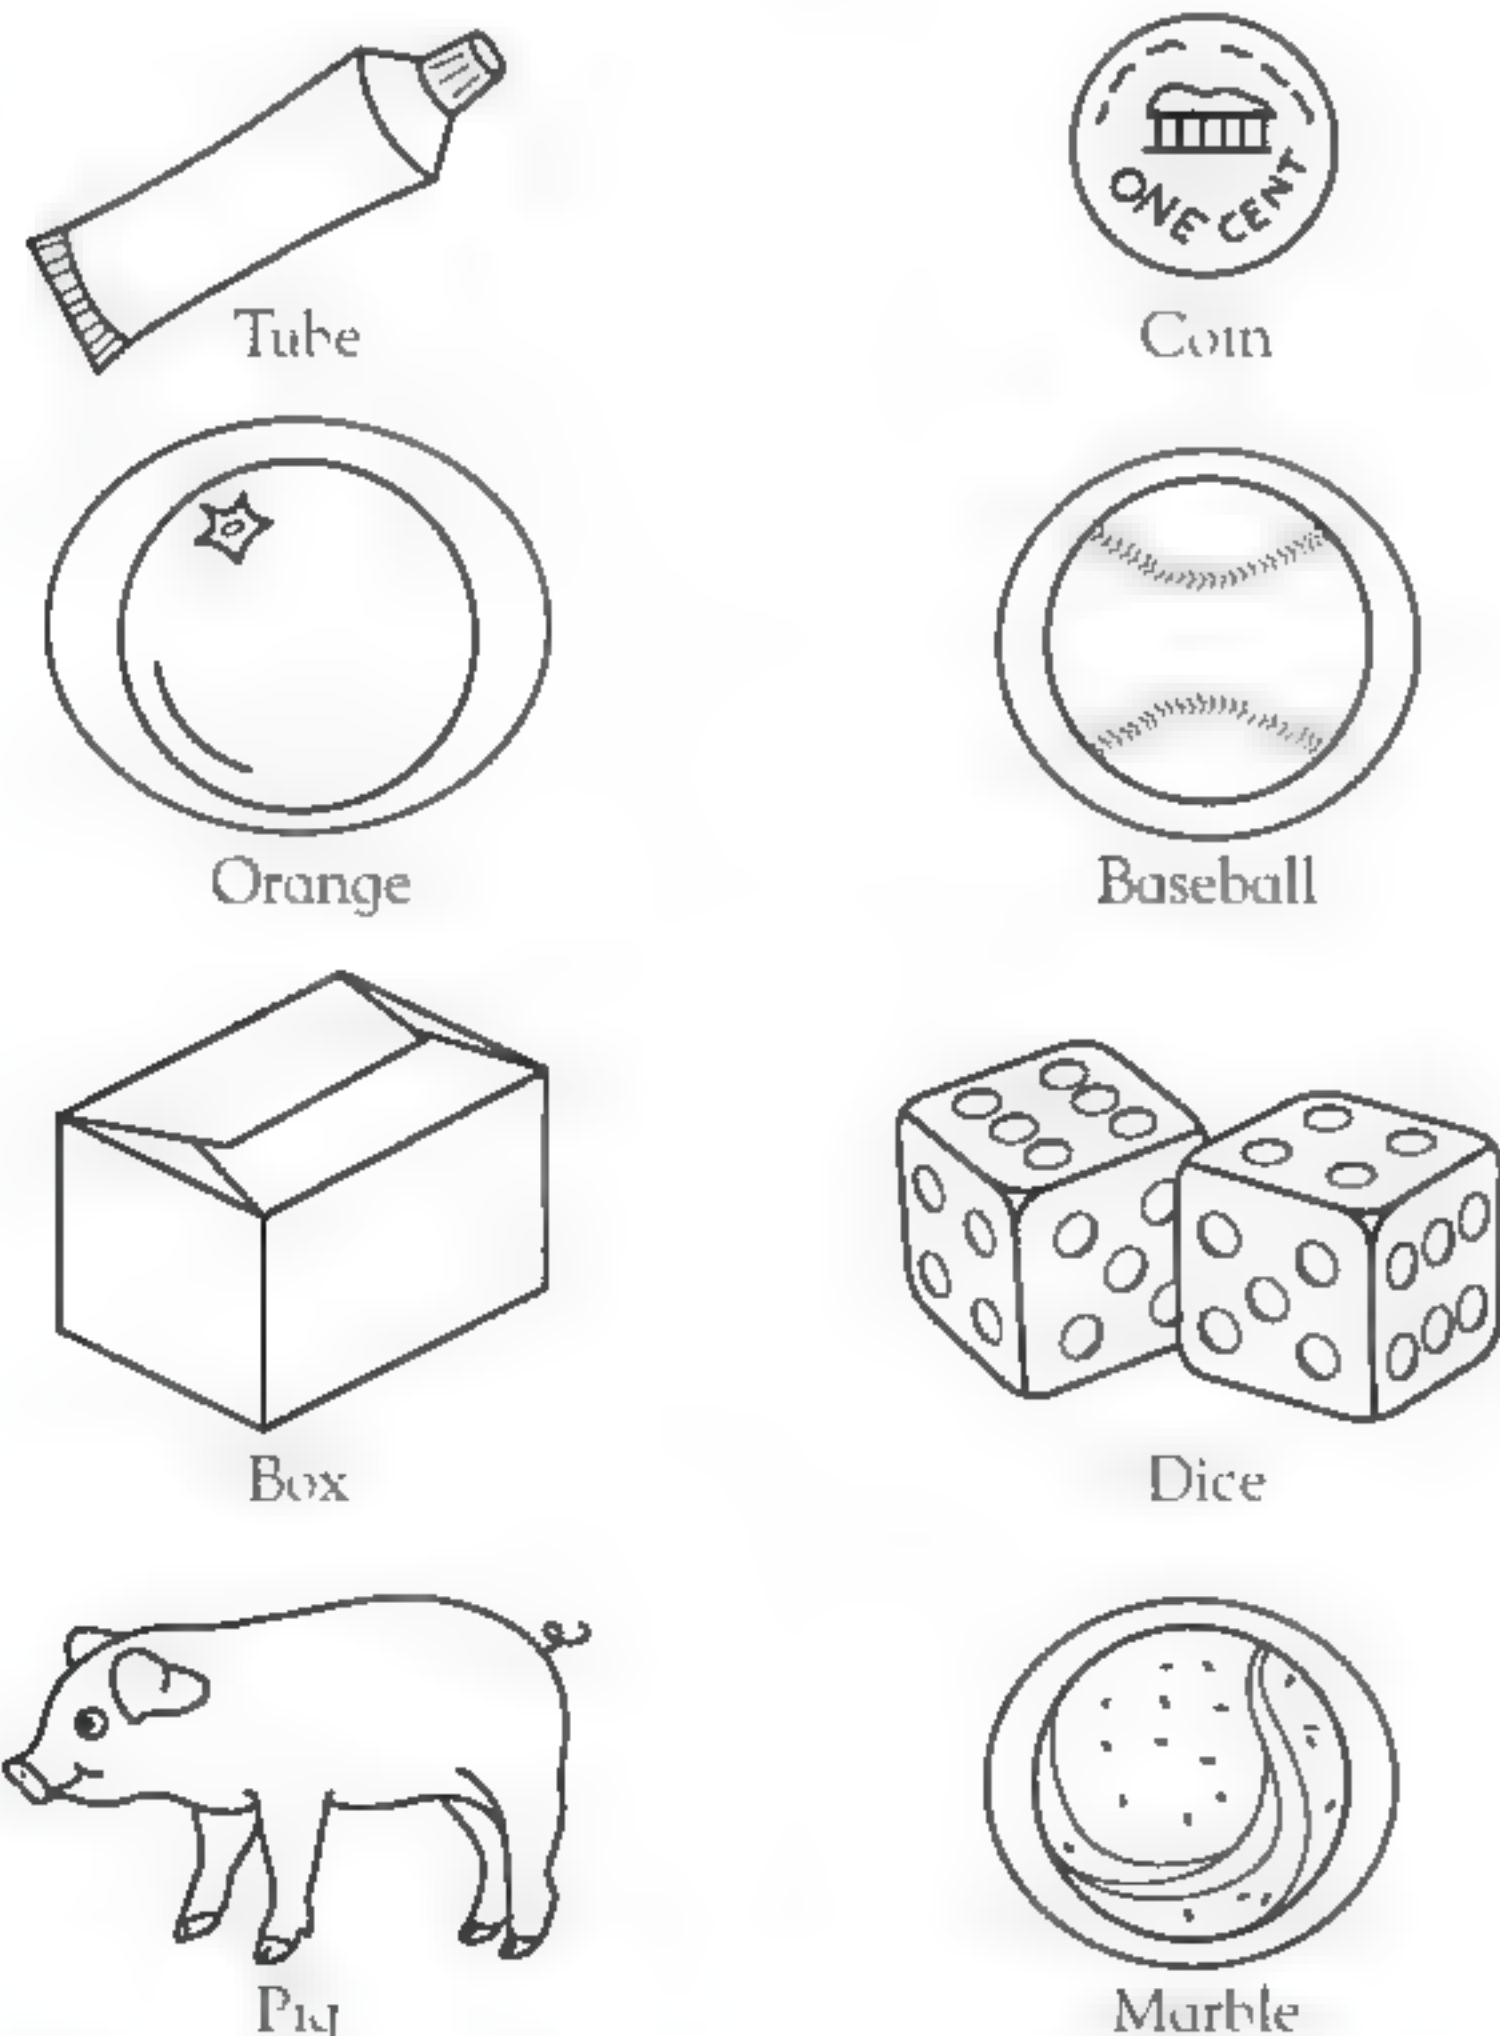 ONE CENT
Tube
Coin
Orange
Baseball
Box
Dice
Pig
Marble